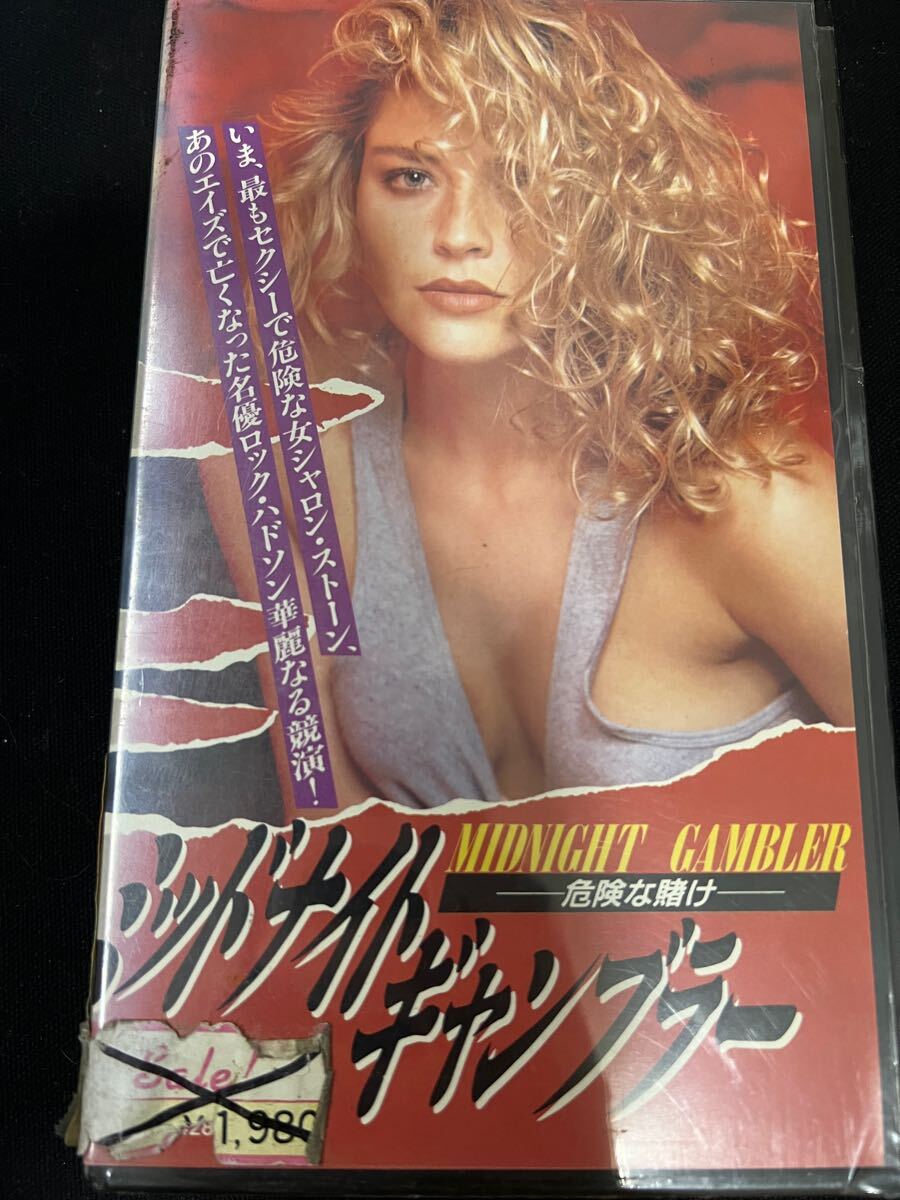 いま、最もセクシーで危険な女シャロン・ストーン、
あのエイズで亡くなった名優ロック・ハドソン華麗なる競演!
MIDNIGHT GAMBLER
危険な賭け
ミッドナイト
ギャンブラー
Sale!
1,980